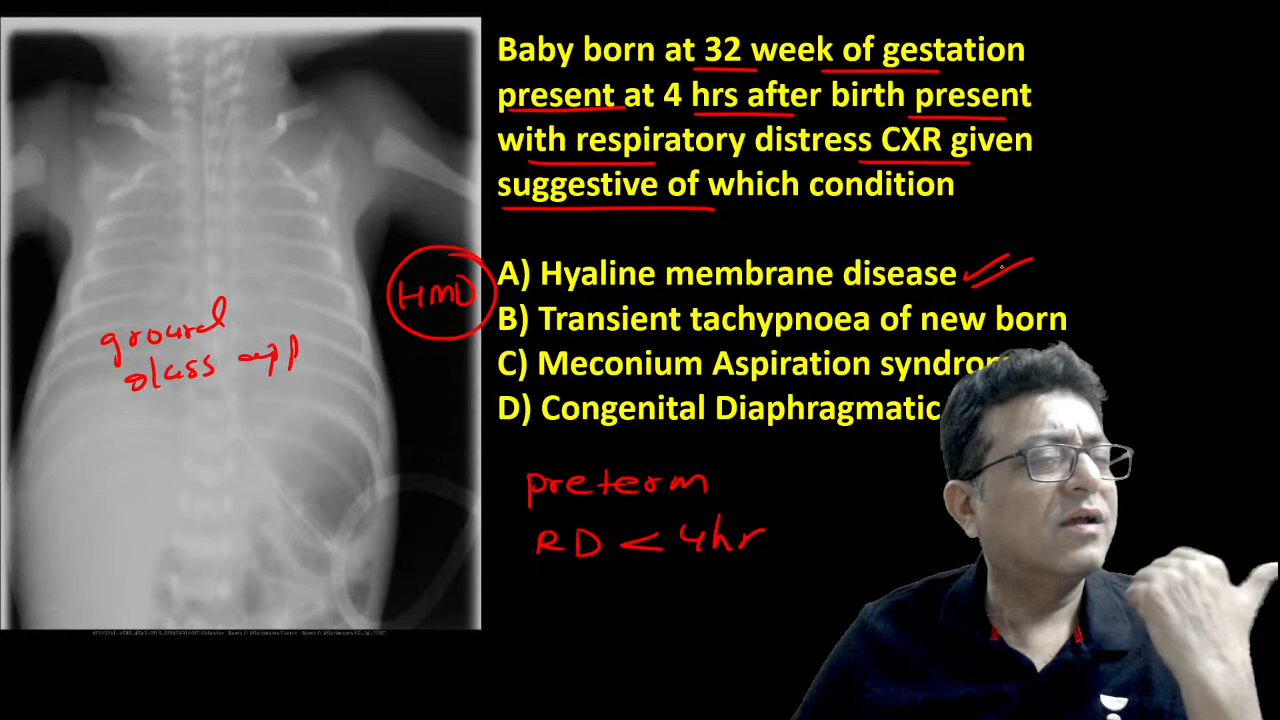 Baby born at 32 week of gestation
present at 4 hrs after birth present
with respiratory distress CXR given
suggestive of which condition
A) Hyaline membrane disease
B) Transient tachypnoea of new born
C) Meconium Aspiration syndrom
D) Congenital Diaphragmatic
HMD
ground
glass app
preterm
RD < 4hr